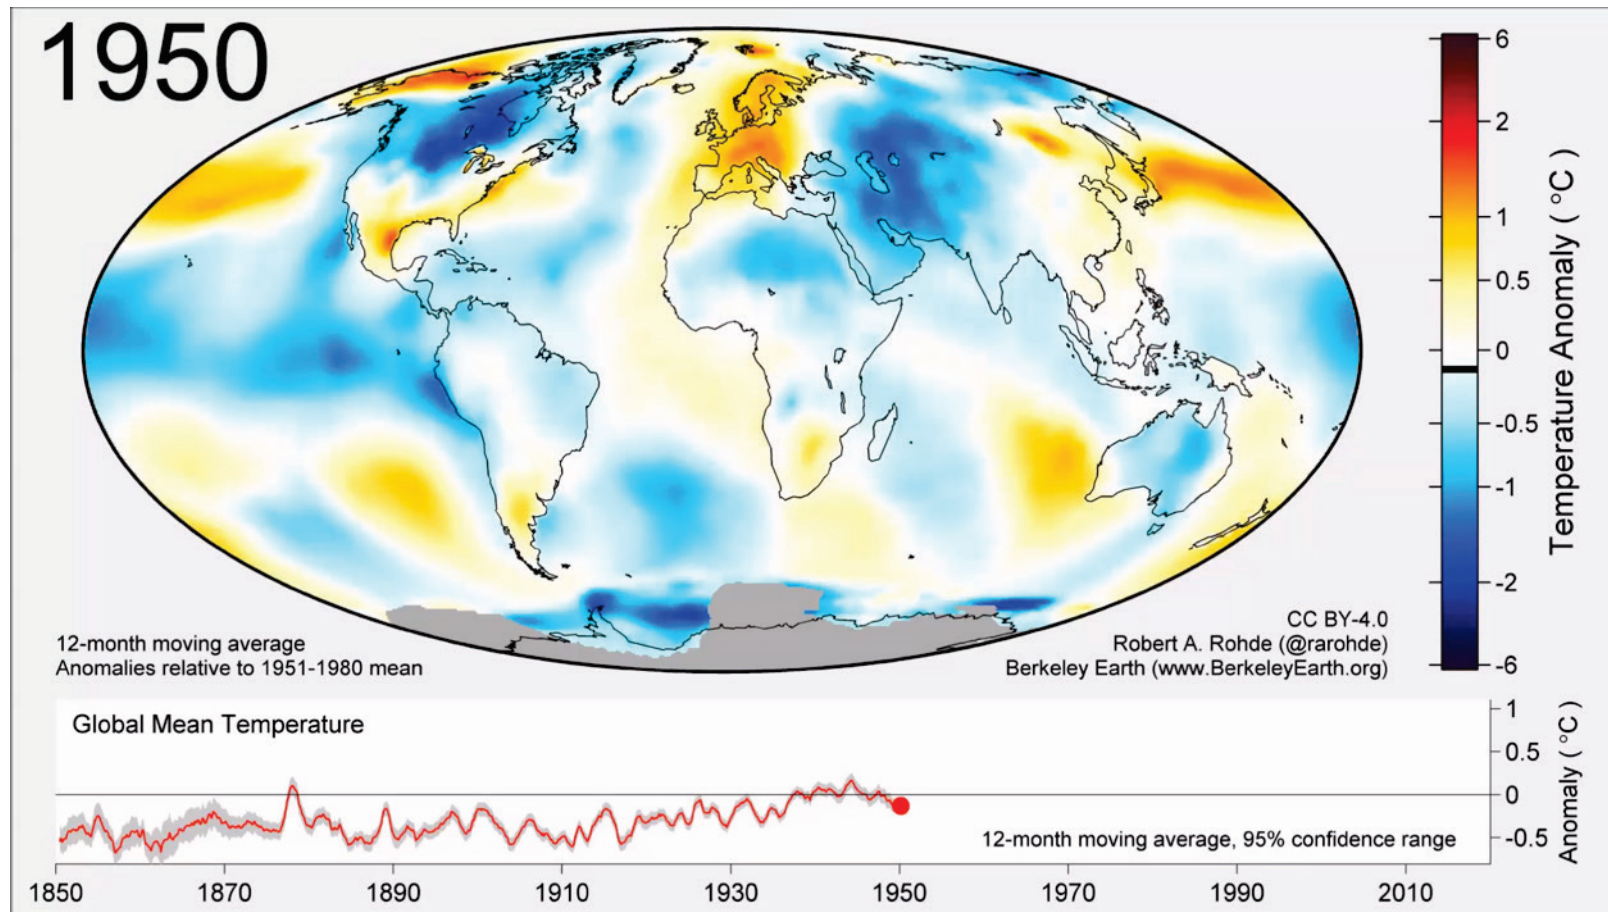 1950
6
2
1
0.5
0
-0.5
-1
-2
-6
Temperature Anomaly ( °C )
12-month moving average
Anomalies relative to 1951-1980 mean
CC BY-4.0
Robert A. Rohde (@rarohde)
Berkeley Earth (www.BerkeleyEarth.org)
Global Mean Temperature
1
0.5
0
-0.5
Anomaly ( °C )
12-month moving average, 95% confidence range
1850 1870 1890 1910 1930 1950 1970 1990 2010